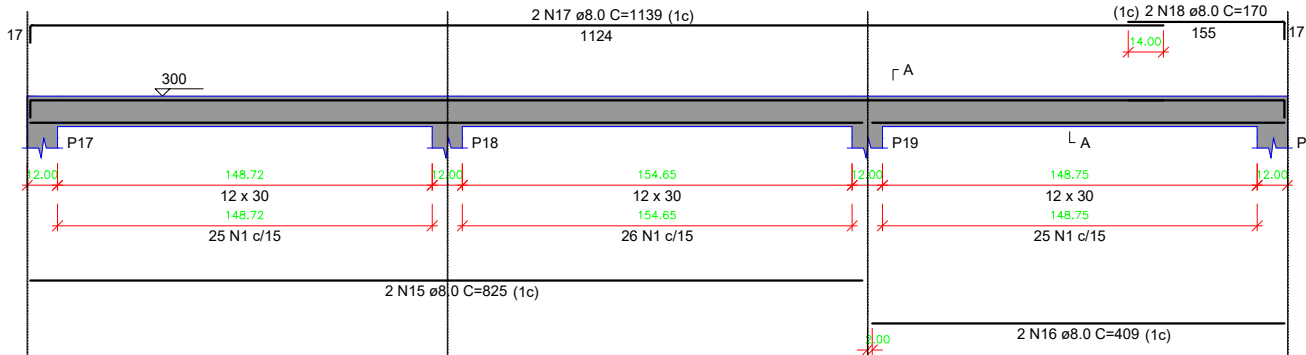 2 N17 ø8.0 C=1139 (1c)
(1c) 2 N18 ø8.0 C=170
17
1124
155
17
14.00
A
300
P17
P18
P19
A
P
12.00
148.72
12.00
154.65
12.00
148.75
12.00
12 x 30
12 x 30
12 x 30
148.72
154.65
148.75
25 N1 c/15
26 N1 c/15
25 N1 c/15
2 N15 ø8.0 C=825 (1c)
2 N16 ø8.0 C=409 (1c)
2.00